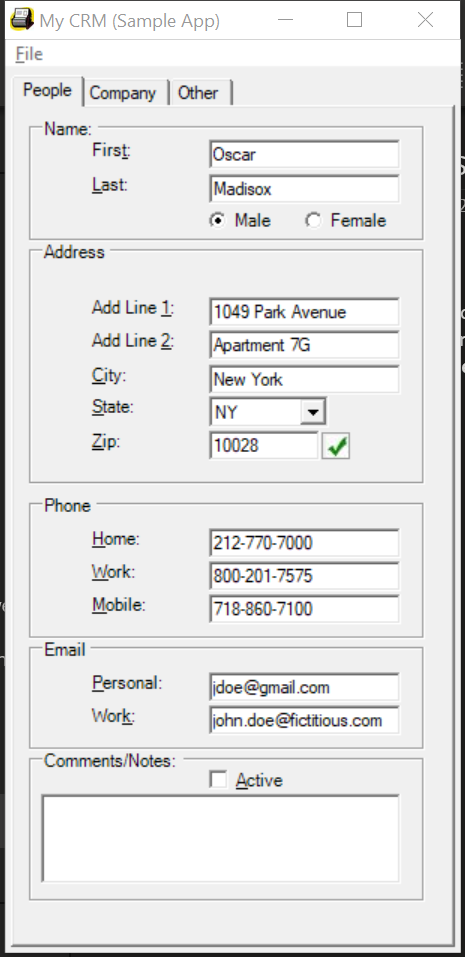 My CRM (Sample App)
File
People Company Other
Name:
First: Oscar
Last: Madisox
Male Female
Address
Add Line 1: 1049 Park Avenue
Add Line 2: Apartment 7G
City: New York
State: NY
Zip: 10028
Phone
Home: 212-770-7000
Work: 800-201-7575
Mobile: 718-860-7100
Email
Personal: jdoe@gmail.com
Work: john.doe@fictitious.com
Comments/Notes:
Active